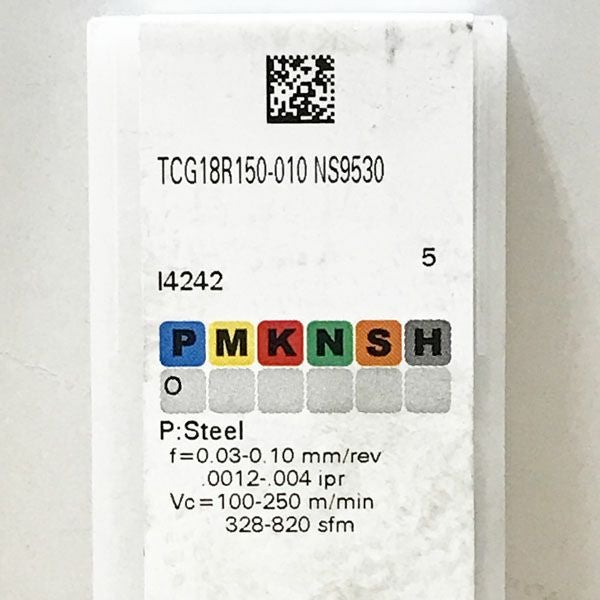 TCG18R150-010 NS9530
5
I4242
P M K N S H
O
P:Steel
f=0.03-0.10 mm/rev
.0012-.004 ipr
Vc=100-250 m/min
328-820 sfm